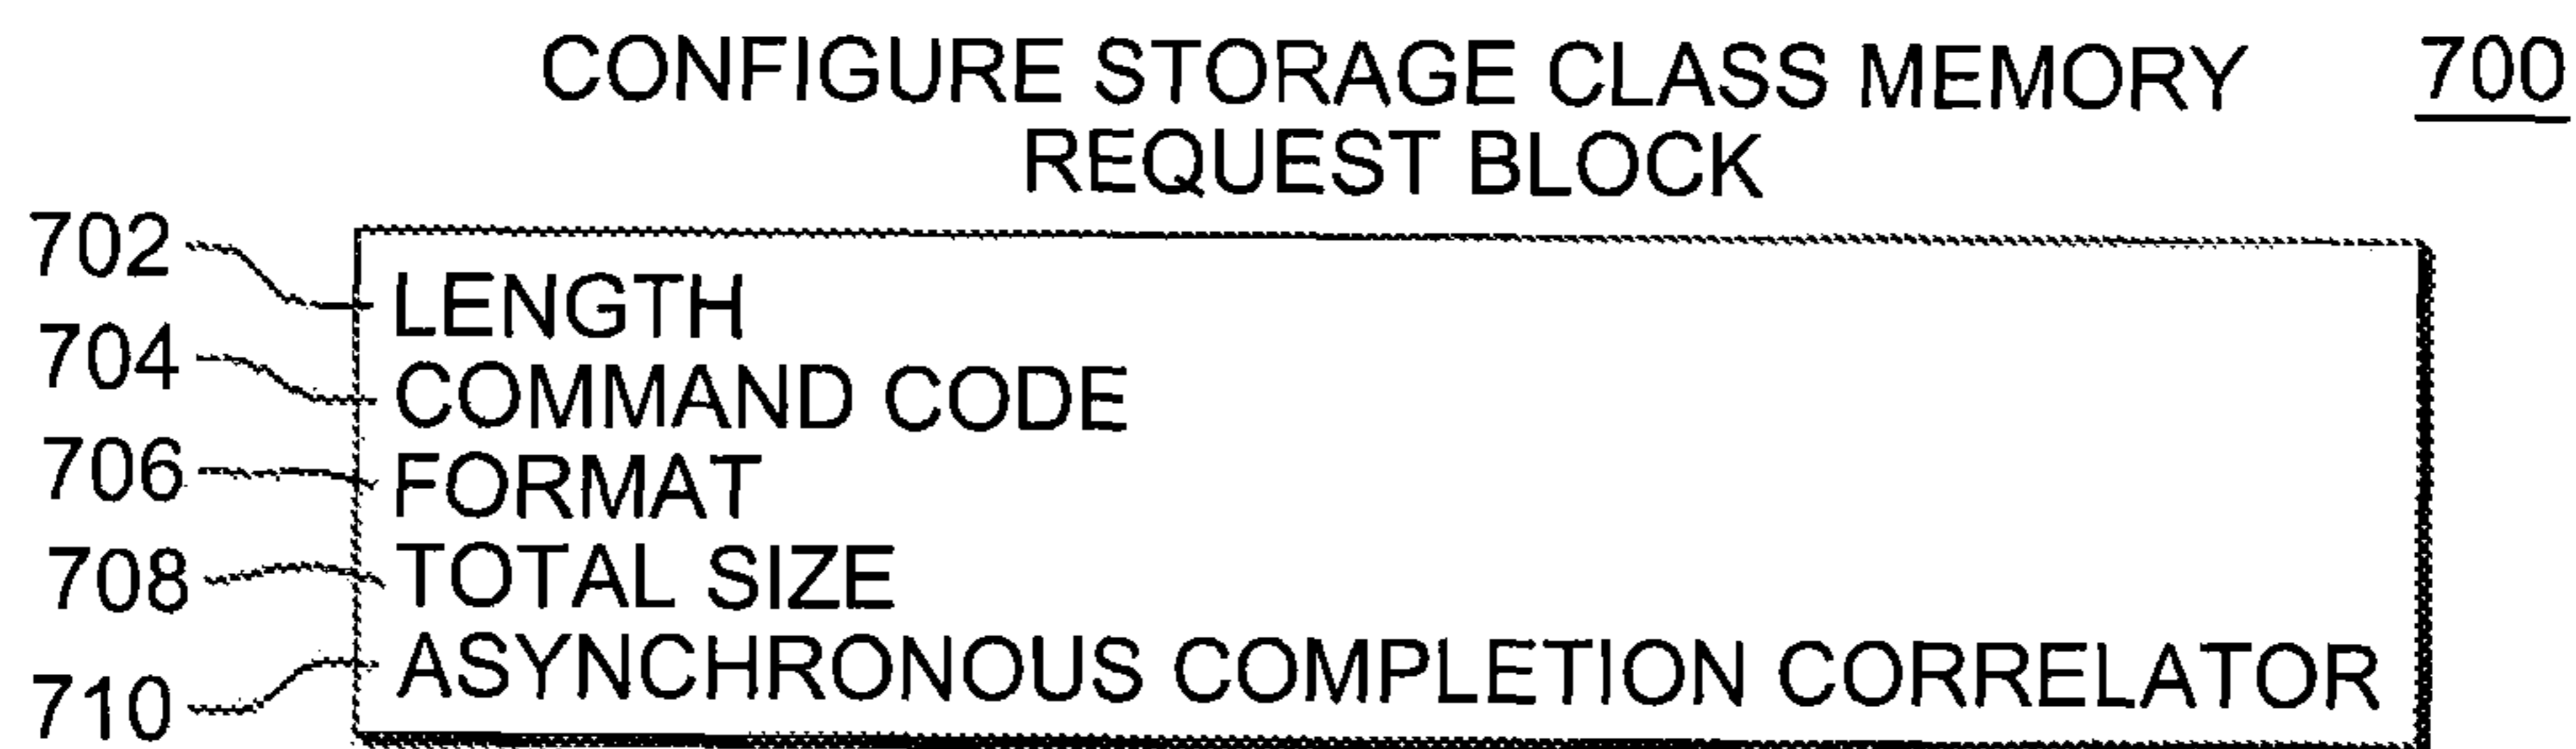 CONFIGURE STORAGE CLASS MEMORY 700
REQUEST BLOCK
702 LENGTH
704 COMMAND CODE
706 FORMAT
708 TOTAL SIZE
710 ASYNCHRONOUS COMPLETION CORRELATOR